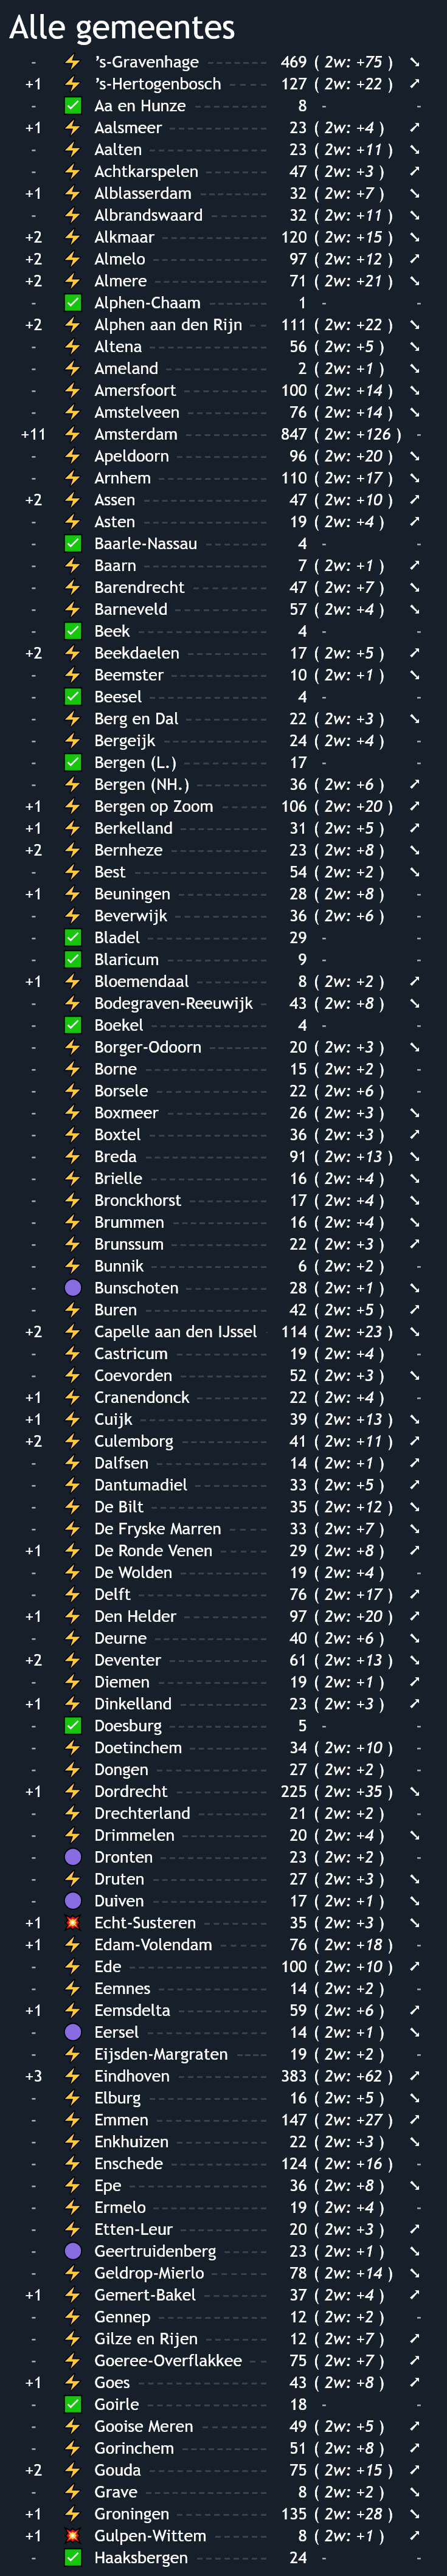 Alle gemeentes
- ⚡ 's-Gravenhage 469 ( 2w: +75 ) ↘
+1 ⚡ 's-Hertogenbosch 127 ( 2w: +22 ) ↗
- ✅ Aa en Hunze 8 - -
+1 ⚡ Aalsmeer 23 ( 2w: +4 ) ↗
- ⚡ Aalten 23 ( 2w: +11 ) ↘
- ⚡ Achtkarspelen 47 ( 2w: +3 ) ↗
+1 ⚡ Alblasserdam 32 ( 2w: +7 ) ↘
- ⚡ Albrandswaard 32 ( 2w: +11 ) ↘
+2 ⚡ Alkmaar 120 ( 2w: +15 ) ↘
+2 ⚡ Almelo 97 ( 2w: +12 ) ↗
+2 ⚡ Almere 71 ( 2w: +21 ) ↘
- ✅ Alphen-Chaam 1 - -
+2 ⚡ Alphen aan den Rijn 111 ( 2w: +22 ) ↘
- ⚡ Altena 56 ( 2w: +5 ) ↘
- ⚡ Ameland 2 ( 2w: +1 ) ↘
- ⚡ Amersfoort 100 ( 2w: +14 ) ↘
- ⚡ Amstelveen 76 ( 2w: +14 ) ↘
+11 ⚡ Amsterdam 847 ( 2w: +126 ) -
- ⚡ Apeldoorn 96 ( 2w: +20 ) ↘
- ⚡ Arnhem 110 ( 2w: +17 ) ↘
+2 ⚡ Assen 47 ( 2w: +10 ) ↗
- ⚡ Asten 19 ( 2w: +4 ) ↗
- ✅ Baarle-Nassau 4 - -
- ⚡ Baarn 7 ( 2w: +1 ) ↗
- ⚡ Barendrecht 47 ( 2w: +7 ) ↘
- ⚡ Barneveld 57 ( 2w: +4 ) ↘
- ✅ Beek 4 - -
+2 ⚡ Beekdaelen 17 ( 2w: +5 ) ↗
- ⚡ Beemster 10 ( 2w: +1 ) ↘
- ✅ Beesel 4 - -
- ⚡ Berg en Dal 22 ( 2w: +3 ) ↘
- ⚡ Bergeijk 24 ( 2w: +4 ) -
- ✅ Bergen (L.) 17 - -
- ⚡ Bergen (NH.) 36 ( 2w: +6 ) ↗
+1 ⚡ Bergen op Zoom 106 ( 2w: +20 ) ↗
+1 ⚡ Berkelland 31 ( 2w: +5 ) ↗
+2 ⚡ Bernheze 23 ( 2w: +8 ) ↘
- ⚡ Best 54 ( 2w: +2 ) ↘
+1 ⚡ Beuningen 28 ( 2w: +8 ) -
- ⚡ Beverwijk 36 ( 2w: +6 ) -
- ✅ Bladel 29 - -
- ✅ Blaricum 9 - -
+1 ⚡ Bloemendaal 8 ( 2w: +2 ) ↗
- ⚡ Bodegraven-Reeuwijk 43 ( 2w: +8 ) ↘
- ✅ Boekel 4 - -
- ⚡ Borger-Odoorn 20 ( 2w: +3 ) ↘
- ⚡ Borne 15 ( 2w: +2 ) -
- ⚡ Borsele 22 ( 2w: +6 ) -
- ⚡ Boxmeer 26 ( 2w: +3 ) ↘
- ⚡ Boxtel 36 ( 2w: +3 ) ↗
- ⚡ Breda 91 ( 2w: +13 ) ↘
- ⚡ Brielle 16 ( 2w: +4 ) ↘
- ⚡ Bronckhorst 17 ( 2w: +4 ) ↘
- ⚡ Brummen 16 ( 2w: +4 ) ↘
- ⚡ Brunssum 22 ( 2w: +3 ) ↗
- ⚡ Bunnik 6 ( 2w: +2 ) -
- 🟣 Bunschoten 28 ( 2w: +1 ) ↘
- ⚡ Buren 42 ( 2w: +5 ) ↗
+2 ⚡ Capelle aan den IJssel 114 ( 2w: +23 ) ↘
- ⚡ Castricum 19 ( 2w: +4 ) -
- ⚡ Coevorden 52 ( 2w: +3 ) ↘
+1 ⚡ Cranendonck 22 ( 2w: +4 ) -
+1 ⚡ Cuijk 39 ( 2w: +13 ) ↘
+2 ⚡ Culemborg 41 ( 2w: +11 ) ↗
- ⚡ Dalfsen 14 ( 2w: +1 ) ↗
- ⚡ Dantumadiel 33 ( 2w: +5 ) ↗
- ⚡ De Bilt 35 ( 2w: +12 ) ↘
- ⚡ De Fryske Marren 33 ( 2w: +7 ) ↘
+1 ⚡ De Ronde Venen 29 ( 2w: +8 ) ↗
- ⚡ De Wolden 19 ( 2w: +4 ) -
- ⚡ Delft 76 ( 2w: +17 ) ↗
+1 ⚡ Den Helder 97 ( 2w: +20 ) ↗
- ⚡ Deurne 40 ( 2w: +6 ) ↘
+2 ⚡ Deventer 61 ( 2w: +13 ) ↘
- ⚡ Diemen 19 ( 2w: +1 ) ↗
+1 ⚡ Dinkelland 23 ( 2w: +3 ) ↗
- ✅ Doesburg 5 - -
- ⚡ Doetinchem 34 ( 2w: +10 ) -
- ⚡ Dongen 27 ( 2w: +2 ) -
+1 ⚡ Dordrecht 225 ( 2w: +35 ) ↘
- ⚡ Drechterland 21 ( 2w: +2 ) -
- ⚡ Drimmelen 20 ( 2w: +4 ) ↘
- 🟣 Dronten 23 ( 2w: +2 ) -
- ⚡ Druten 27 ( 2w: +3 ) ↘
- 🟣 Duiven 17 ( 2w: +1 ) ↘
+1 💥 Echt-Susteren 35 ( 2w: +3 ) ↘
+1 ⚡ Edam-Volendam 76 ( 2w: +18 ) -
- ⚡ Ede 100 ( 2w: +10 ) ↗
- ⚡ Eemnes 14 ( 2w: +2 ) -
+1 ⚡ Eemsdelta 59 ( 2w: +6 ) ↗
- 🟣 Eersel 14 ( 2w: +1 ) ↘
- ⚡ Eijsden-Margraten 19 ( 2w: +2 ) -
+3 ⚡ Eindhoven 383 ( 2w: +62 ) ↗
- ⚡ Elburg 16 ( 2w: +5 ) ↘
- ⚡ Emmen 147 ( 2w: +27 ) ↗
- ⚡ Enkhuizen 22 ( 2w: +3 ) ↘
- ⚡ Enschede 124 ( 2w: +16 ) -
- ⚡ Epe 36 ( 2w: +8 ) ↘
- ⚡ Ermelo 19 ( 2w: +4 ) -
- ⚡ Etten-Leur 20 ( 2w: +3 ) ↗
- 🟣 Geertruidenberg 23 ( 2w: +1 ) ↘
- ⚡ Geldrop-Mierlo 78 ( 2w: +14 ) ↘
+1 ⚡ Gemert-Bakel 37 ( 2w: +4 ) ↗
- ⚡ Gennep 12 ( 2w: +2 ) -
- ⚡ Gilze en Rijen 12 ( 2w: +7 ) ↗
- ⚡ Goeree-Overflakkee 75 ( 2w: +7 ) ↗
+1 ⚡ Goes 43 ( 2w: +8 ) ↗
- ✅ Goirle 18 - -
- ⚡ Gooise Meren 49 ( 2w: +5 ) ↗
- ⚡ Gorinchem 51 ( 2w: +8 ) ↗
+2 ⚡ Gouda 75 ( 2w: +15 ) ↗
- ⚡ Grave 8 ( 2w: +2 ) ↘
+1 ⚡ Groningen 135 ( 2w: +28 ) ↘
+1 💥 Gulpen-Wittem 8 ( 2w: +1 ) ↗
- ✅ Haaksbergen 24 - -